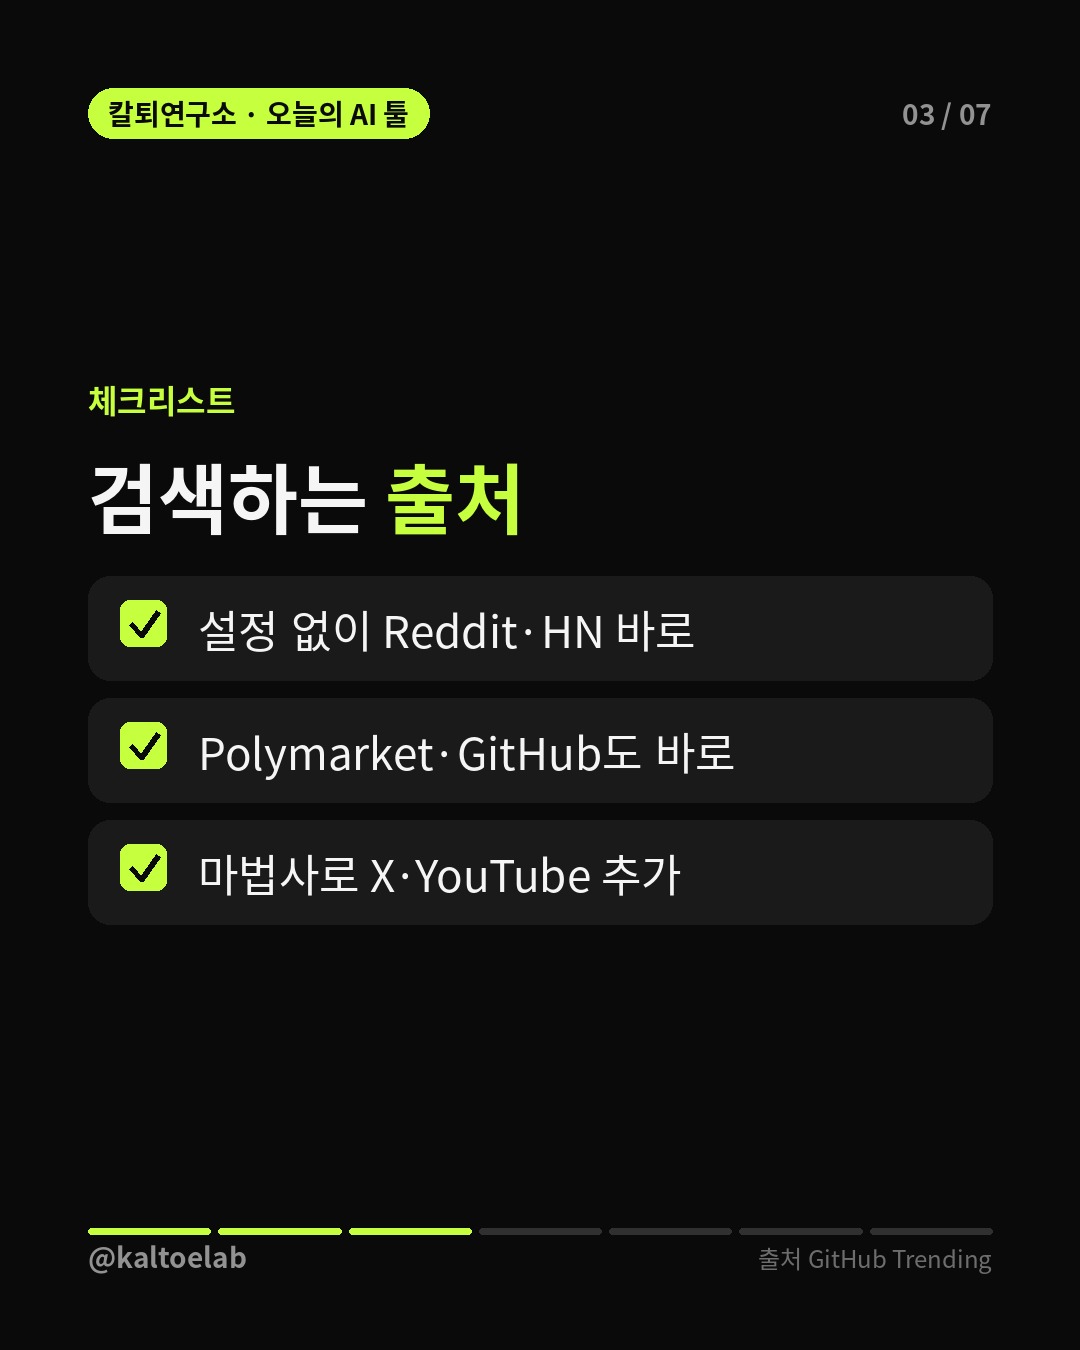 칼퇴연구소 · 오늘의 AI 툴
03 / 07
체크리스트
검색하는 출처
설정 없이 Reddit·HN 바로
Polymarket·GitHub도 바로
마법사로 X·YouTube 추가
@kaltoelab
출처 GitHub Trending